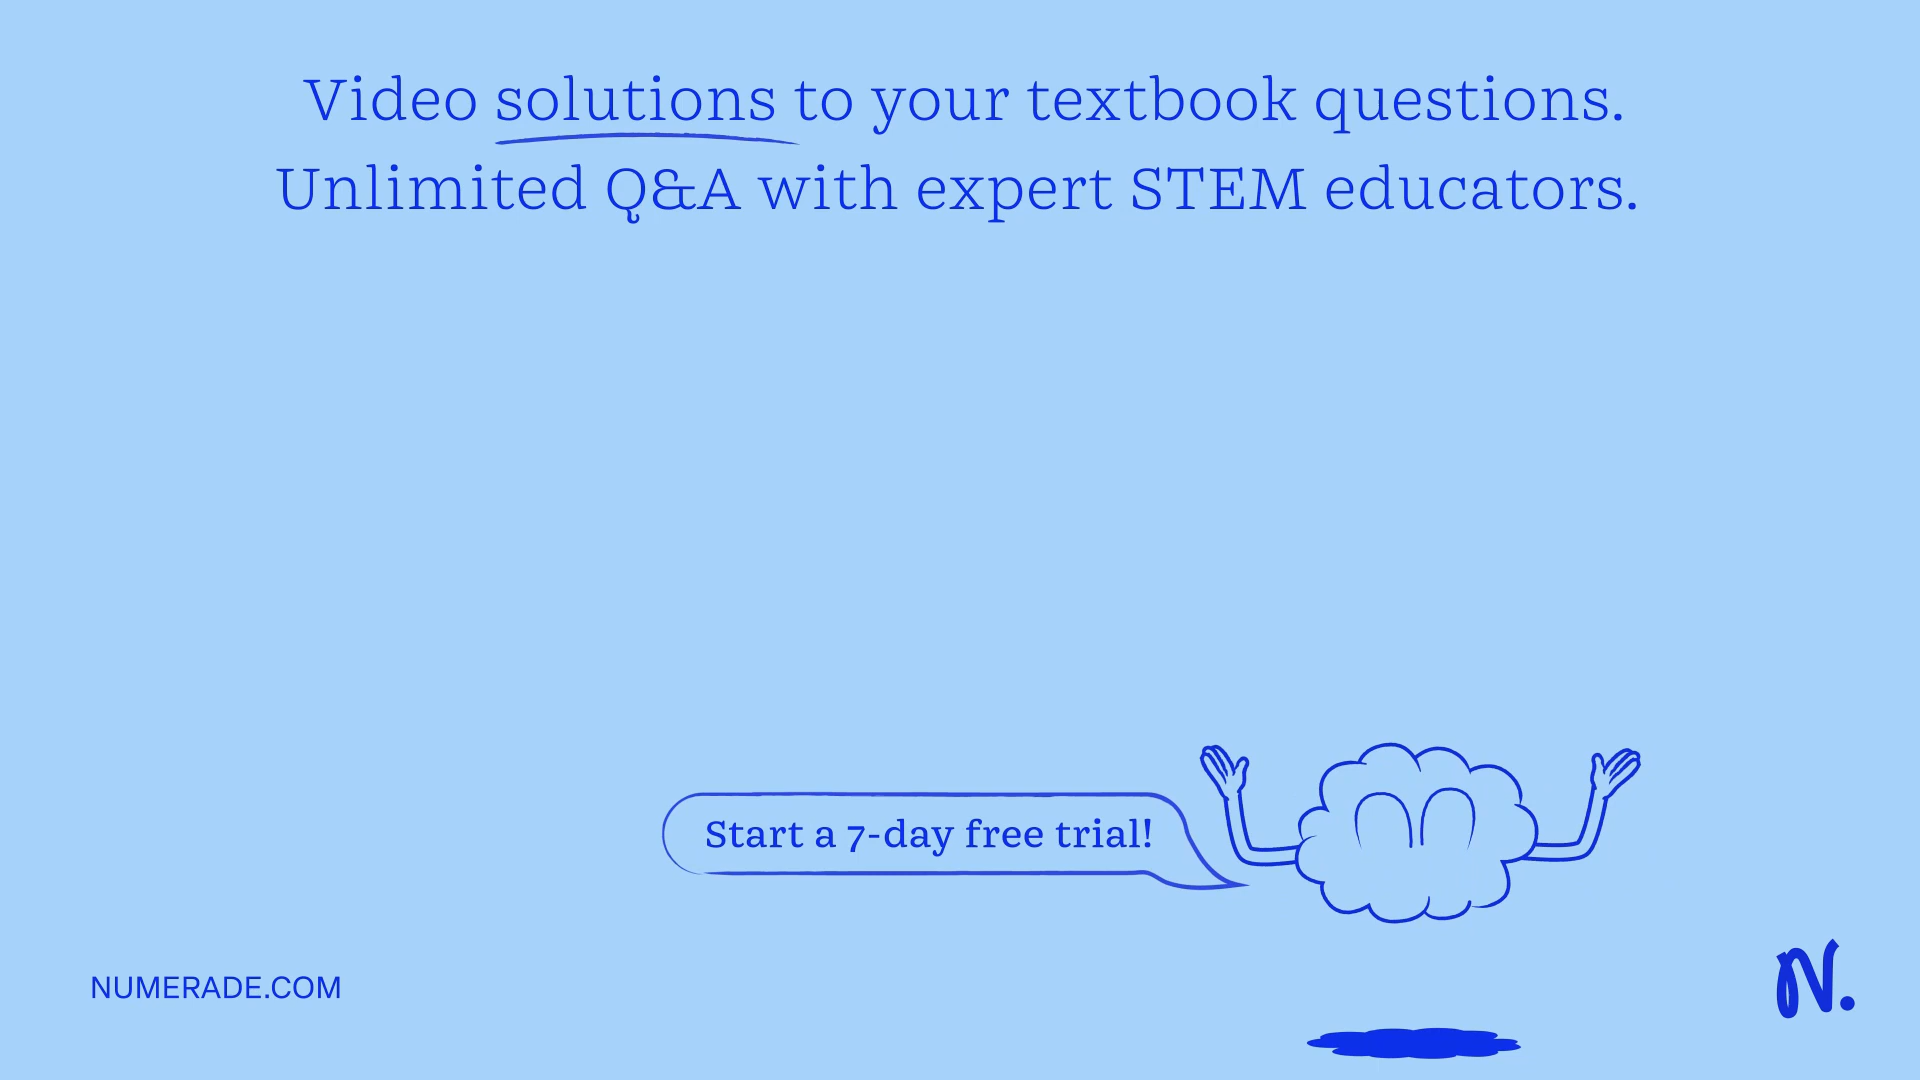 Video solutions to your textbook questions.
Unlimited Q&A with expert STEM educators.
Start a 7-day free trial!
NUMERADE.COM
N.